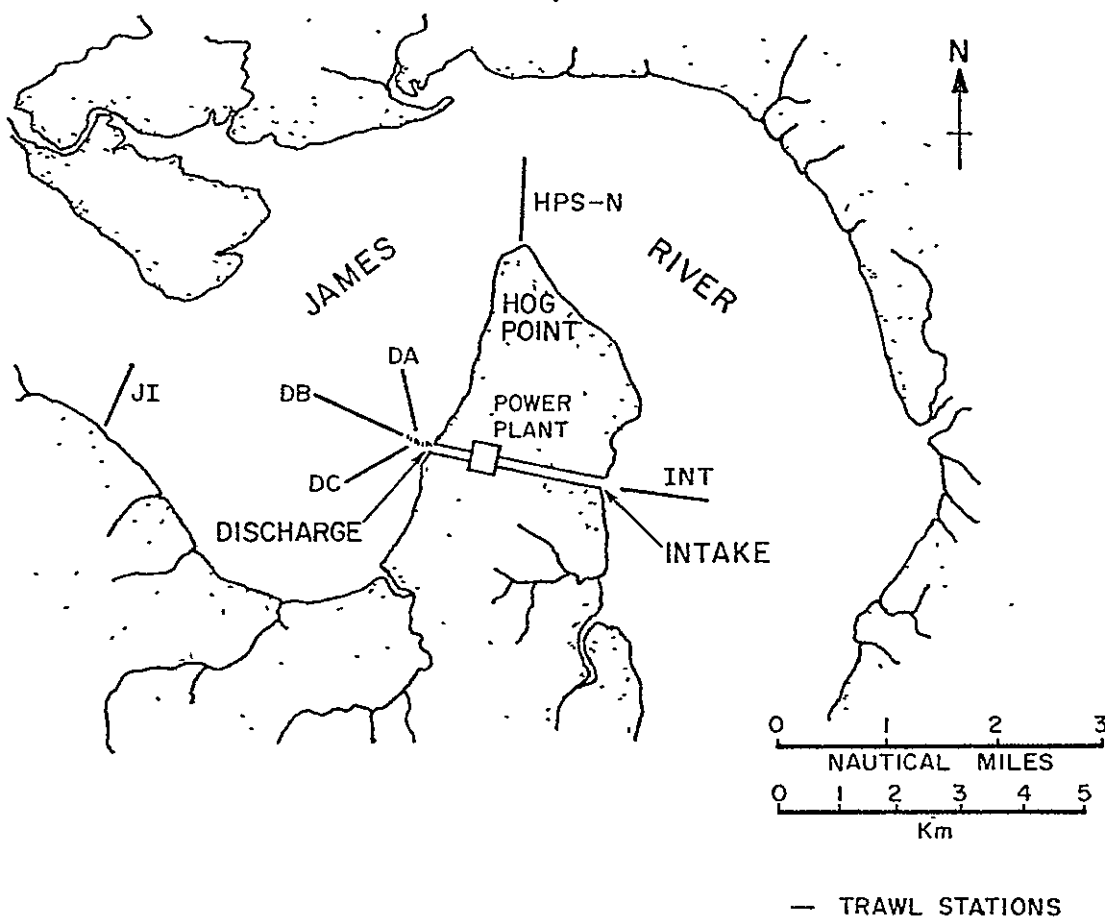 N
HPS-N
JAMES
RIVER
HOG
POINT
DA
JI
DB
POWER
PLANT
DC
INT
DISCHARGE
INTAKE
0 1 2 3
NAUTICAL MILES
0 1 2 3 4 5
Km
— TRAWL STATIONS